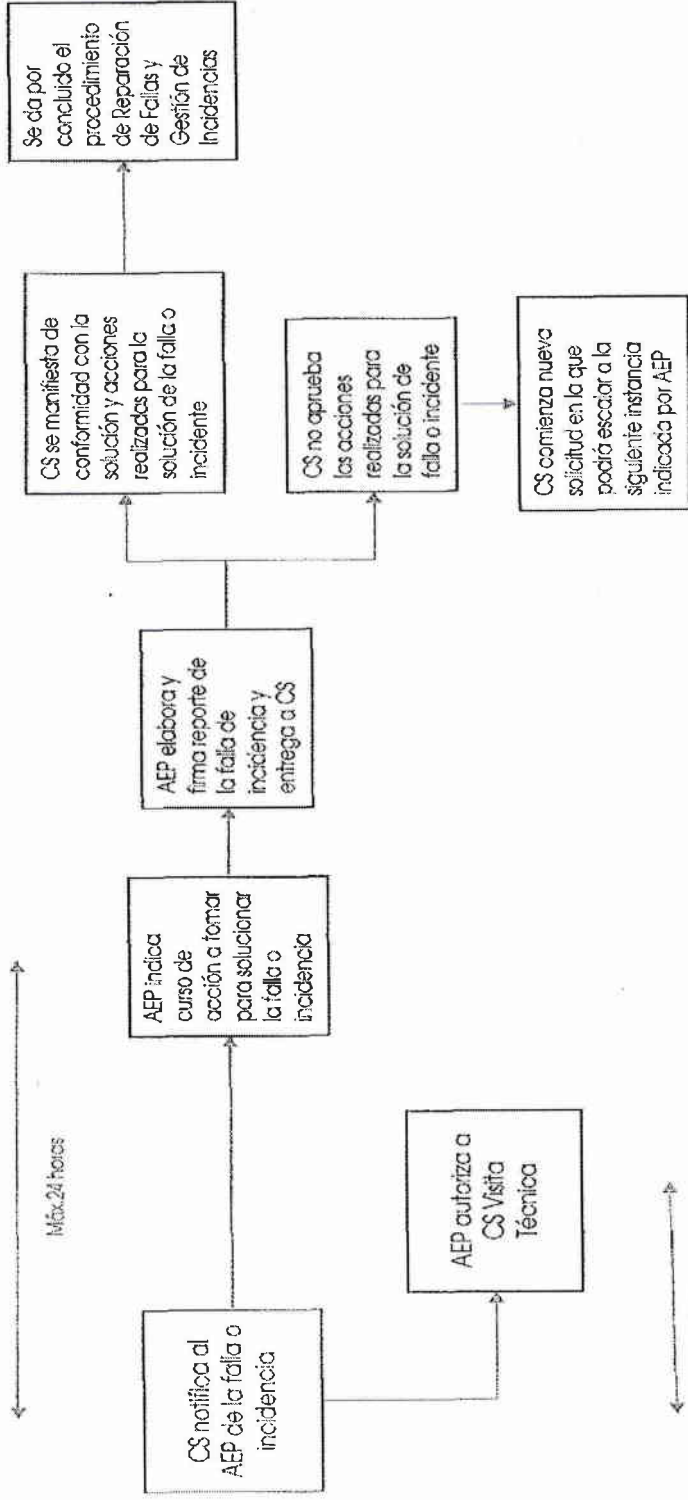 Máx. 24 horas
CS notifica al
AEP de la falla o
incidencia
AEP autoriza a
CS Visita
Técnica
AEP indica
curso de
acción a tomar
para solucionar
la falla o
incidencia
AEP elabora y
firma reporte de
la falla de
incidencia y
entrega a CS
CS se manifiesta de
conformidad con la
solución y acciones
realizadas para la
solución de la falla o
incidente
Se da por
concluido el
procedimiento
de Reparación
de Fallas y
Gestión de
Incidencias
CS no aprueba
las acciones
realizadas para
la solución de
falla o incidente
CS comienza nueva
solicitud en la que
podrá escalar a la
siguiente instancia
indicada por AEP